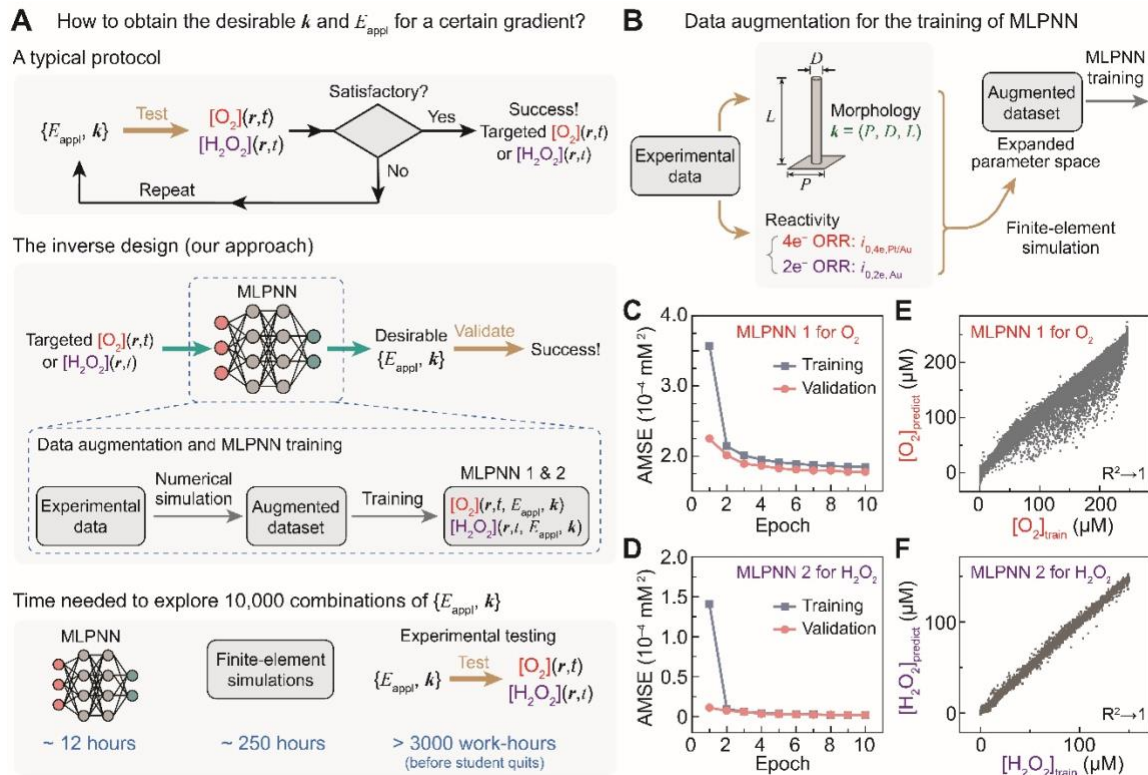 A How to obtain the desirable k and E_appl for a certain gradient?
A typical protocol
{E_appl, k}
Test
[O₂](r,t)
[H₂O₂](r,t)
Satisfactory?
Yes
No
Repeat
Success!
Targeted [O₂](r,t)
or [H₂O₂](r,t)
The inverse design (our approach)
MLPNN
Targeted [O₂](r,t)
or [H₂O₂](r,t)
Desirable
{E_appl, k}
Validate
Success!
Data augmentation and MLPNN training
Experimental
data
Numerical
simulation
Augmented
dataset
Training
MLPNN 1 & 2
[O₂](r,t, E_appl, k)
[H₂O₂](r,t, E_appl, k)
Time needed to explore 10,000 combinations of {E_appl, k}
MLPNN
~ 12 hours
Finite-element
simulations
~ 250 hours
Experimental testing
{E_appl, k}
Test
[O₂](r,t)
[H₂O₂](r,t)
> 3000 work-hours
(before student quits)
B Data augmentation for the training of MLPNN
Experimental
data
D
L
P
Morphology
k = (P, D, L)
Reactivity
4e⁻ ORR: i_0,4e,Pt/Au
2e⁻ ORR: i_0,2e, Au
Augmented
dataset
Expanded
parameter space
Finite-element
simulation
MLPNN
training
C
MLPNN 1 for O₂
Training
Validation
AMSE (10⁻⁴ mM²)
4.0
3.0
2.0
0 2 4 6 8 10
Epoch
D
MLPNN 2 for H₂O₂
Training
Validation
AMSE (10⁻⁴ mM²)
2.0
1.5
1.0
0.5
0
0 2 4 6 8 10
Epoch
E
MLPNN 1 for O₂
[O₂]predict (µM)
200
100
0
R²→1
0 100 200
[O₂]train (µM)
F
MLPNN 2 for H₂O₂
[H₂O₂]predict (µM)
100
0
R²→1
0 100
[H₂O₂]train (µM)